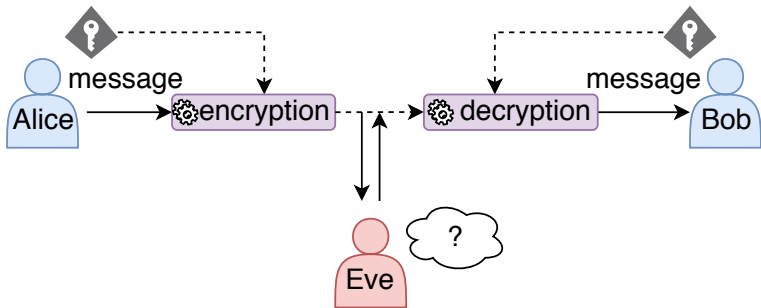 message
message
Alice
encryption
decryption
Bob
?
Eve